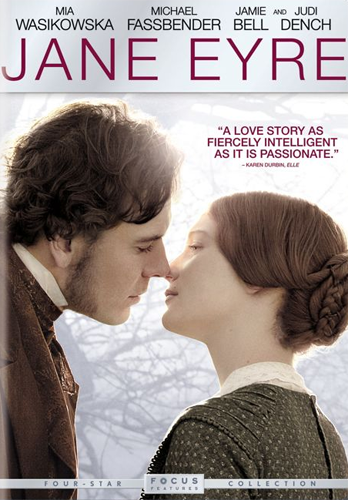 MIA MICHAEL JAMIE AND JUDI
WASIKOWSKA FASSBENDER BELL DENCH
JANE EYRE
“A LOVE STORY AS
FIERCELY INTELLIGENT
AS IT IS PASSIONATE.”
– KAREN DURBIN, ELLE
FOUR-STAR FOCUS COLLECTION
FEATURES